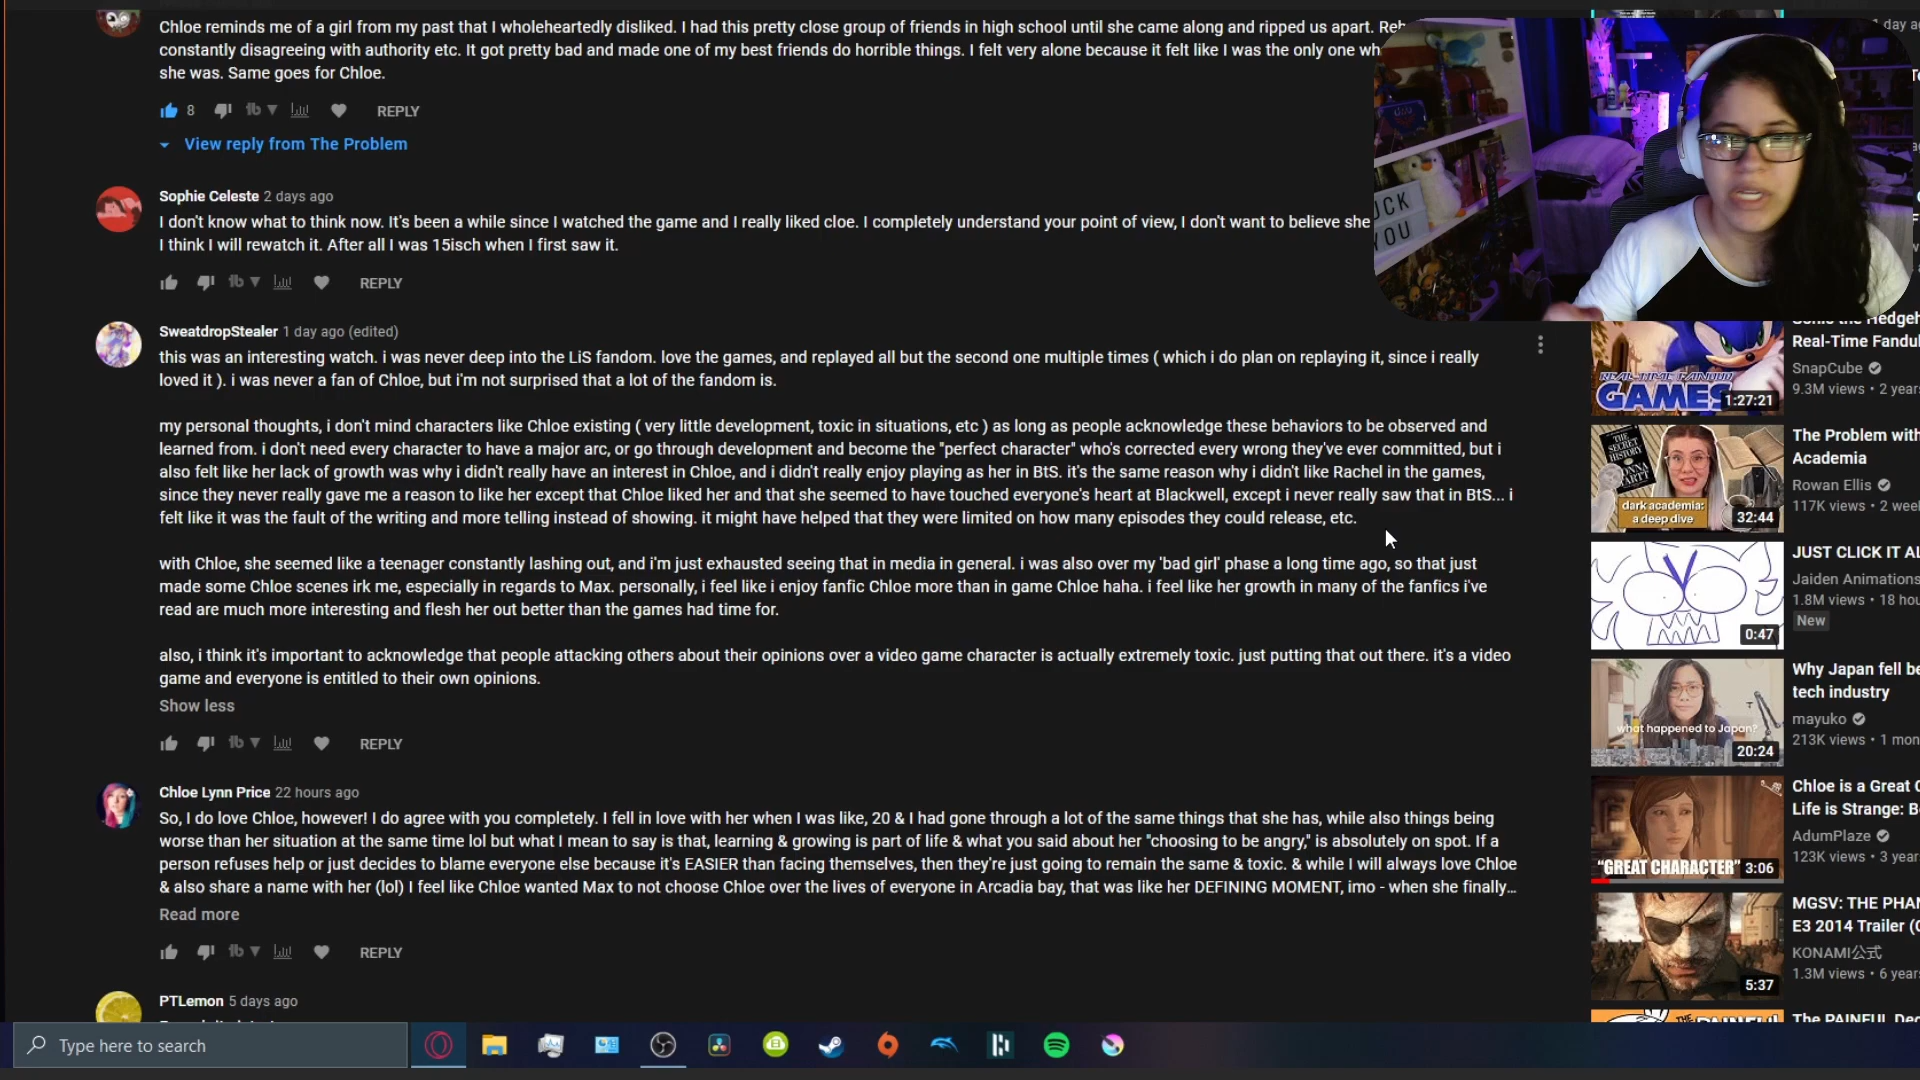 Chloe reminds me of a girl from my past that I wholeheartedly disliked. I had this pretty close group of friends in high school until she came along and ripped us apart.
constantly disagreeing with authority etc. It got pretty bad and made one of my best friends do horrible things. I felt very alone because it felt like I was the only one
she was. Same goes for Chloe.
8
REPLY
View reply from The Problem
Sophie Celeste 2 days ago
I don't know what to think now. It's been a while since I watched the game and I really liked cloe. I completely understand your point of view, I don't want to believe she
I think I will rewatch it. After all I was 15isch when I first saw it.
REPLY
SweatdropStealer 1 day ago (edited)
this was an interesting watch. i was never deep into the LiS fandom. love the games, and replayed all but the second one multiple times ( which i do plan on replaying it, since i really
loved it ). i was never a fan of Chloe, but i'm not surprised that a lot of the fandom is.
my personal thoughts, i don't mind characters like Chloe existing ( very little development, toxic in situations, etc ) as long as people acknowledge these behaviors to be observed and
learned from. i don't need every character to have a major arc, or go through development and become the "perfect character" who's corrected every wrong they've ever committed, but i
also felt like her lack of growth was why i didn't really have an interest in Chloe, and i didn't really enjoy playing as her in BtS. it's the same reason why i didn't like Rachel in the games,
since they never really gave me a reason to like her except that Chloe liked her and that she seemed to have touched everyone's heart at Blackwell, except i never really saw that in BtS... i
felt like it was the fault of the writing and more telling instead of showing. it might have helped that they were limited on how many episodes they could release, etc.
with Chloe, she seemed like a teenager constantly lashing out, and i'm just exhausted seeing that in media in general. i was also over my 'bad girl' phase a long time ago, so that just
made some Chloe scenes irk me, especially in regards to Max. personally, i feel like i enjoy fanfic Chloe more than in game Chloe haha. i feel like her growth in many of the fanfics i've
read are much more interesting and flesh her out better than the games had time for.
also, i think it's important to acknowledge that people attacking others about their opinions over a video game character is actually extremely toxic. just putting that out there. it's a video
game and everyone is entitled to their own opinions.
Show less
REPLY
Chloe Lynn Price 22 hours ago
So, I do love Chloe, however! I do agree with you completely. I fell in love with her when I was like, 20 & I had gone through a lot of the same things that she has, while also things being
worse than her situation at the same time lol but what I mean to say is that, learning & growing is part of life & what you said about her "choosing to be angry," is absolutely on spot. If a
person refuses help or just decides to blame everyone else because it's EASIER than facing themselves, then they're just going to remain the same & toxic. & while I will always love Chloe
& also share a name with her (lol) I feel like Chloe wanted Max to not choose Chloe over the lives of everyone in Arcadia bay, that was like her DEFINING MOMENT, imo - when she finally...
Read more
REPLY
PTLemon 5 days ago
Type here to search
UCK
YOU
Sonic the Hedgeh
Real-Time Fandu
SnapCube
9.3M views • 2 years
REAL-TIME FANDUB
GAMES
1:27:21
The Problem with
Academia
Rowan Ellis
117K views • 2 wee
THE SECRET HISTORY
DONNA TARTT
dark academia:
a deep dive
32:44
JUST CLICK IT AL
Jaiden Animations
1.8M views • 18 hou
New
0:47
Why Japan fell be
tech industry
mayuko
213K views • 1 mon
what happened to Japan?
20:24
Chloe is a Great C
Life is Strange: B
AdumPlaze
123K views • 3 year
"GREAT CHARACTER"
3:06
MGSV: THE PHAN
E3 2014 Trailer (
KONAMI公式
1.3M views • 6 years
5:37
The PAINFUL De
THE PAINFUL